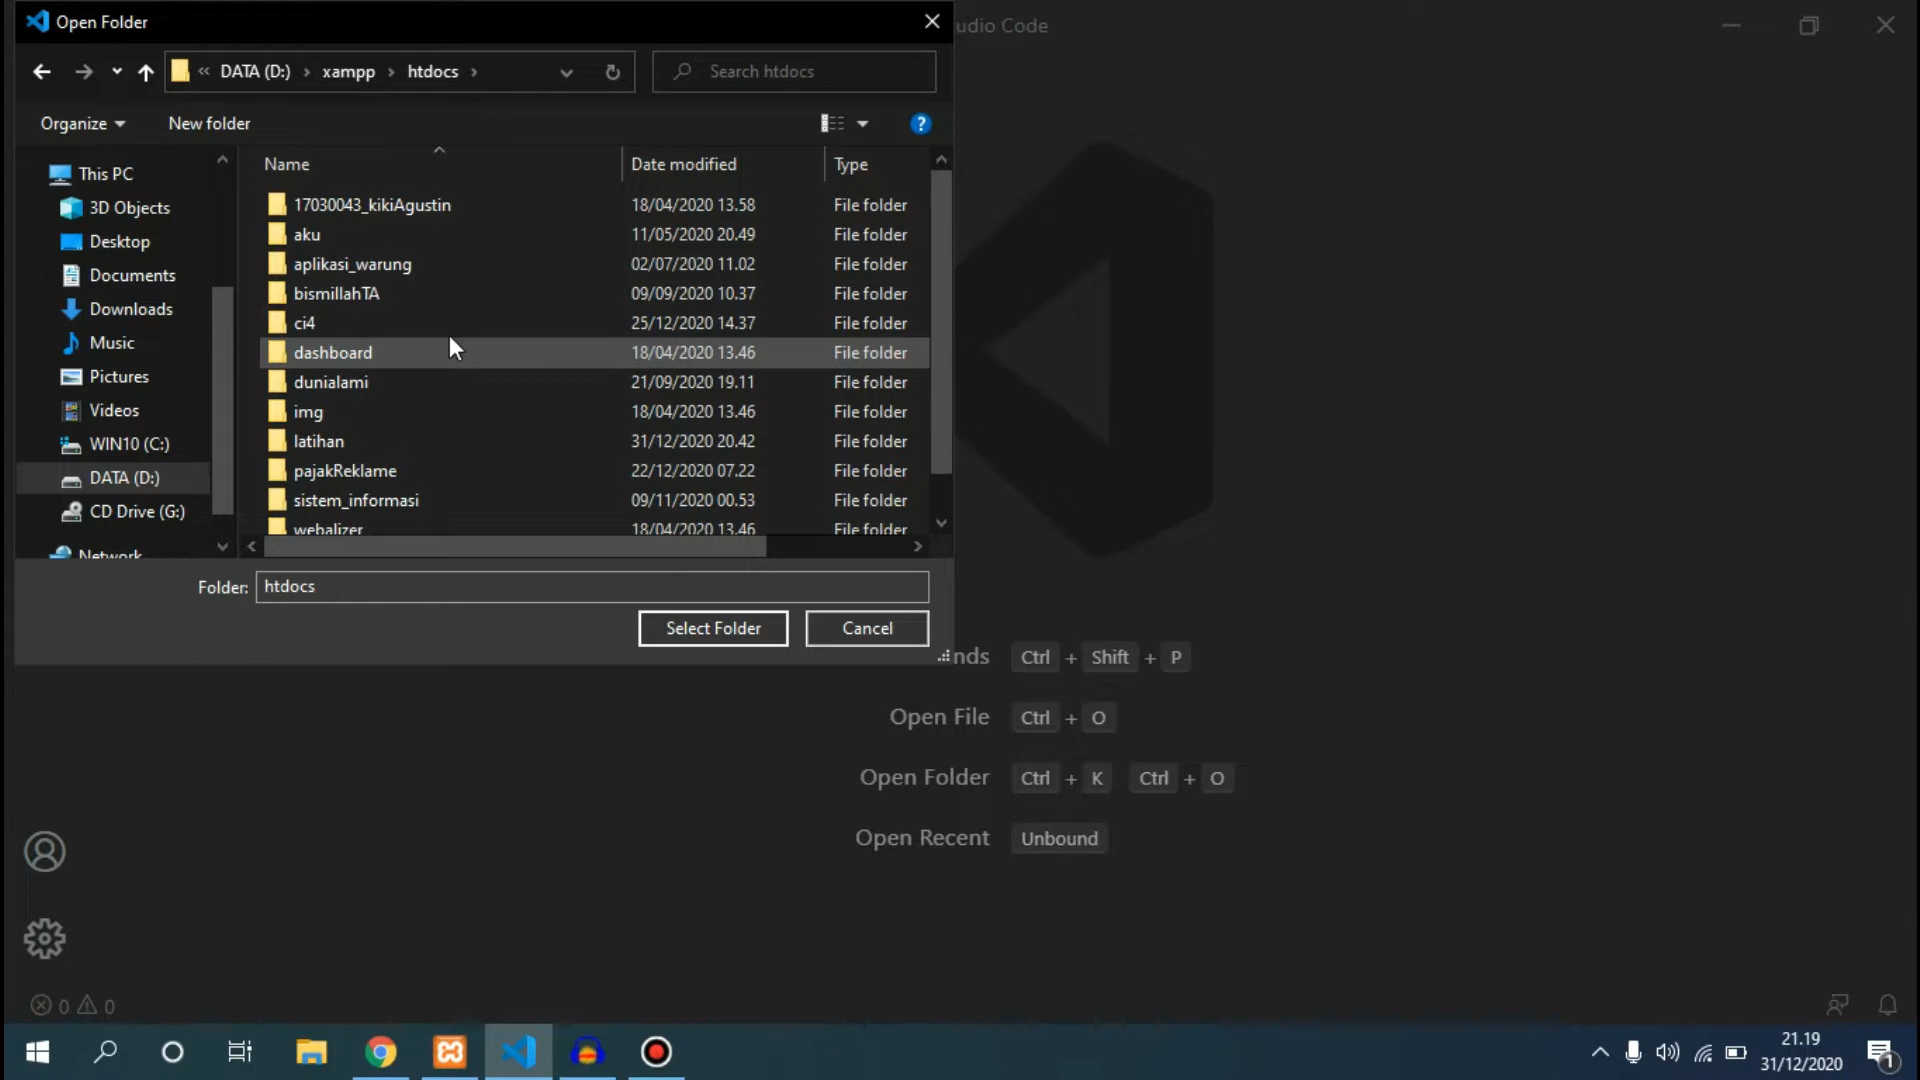 Open Folder
udio Code
« DATA (D:) › xampp › htdocs ›
Search htdocs
Organize
New folder
?
Name
Date modified
Type
This PC
3D Objects
Desktop
Documents
Downloads
Music
Pictures
Videos
WIN10 (C:)
DATA (D:)
CD Drive (G:)
Network
17030043_kikiAgustin 18/04/2020 13.58 File folder
aku 11/05/2020 20.49 File folder
aplikasi_warung 02/07/2020 11.02 File folder
bismillahTA 09/09/2020 10.37 File folder
ci4 25/12/2020 14.37 File folder
dashboard 18/04/2020 13.46 File folder
dunialami 21/09/2020 19.11 File folder
img 18/04/2020 13.46 File folder
latihan 31/12/2020 20.42 File folder
pajakReklame 22/12/2020 07.22 File folder
sistem_informasi 09/11/2020 00.53 File folder
webalizer 18/04/2020 13.46 File folder
Folder: htdocs
Select Folder
Cancel
nds Ctrl + Shift + P
Open File Ctrl + O
Open Folder Ctrl + K Ctrl + O
Open Recent Unbound
0 0
21.19
31/12/2020
1